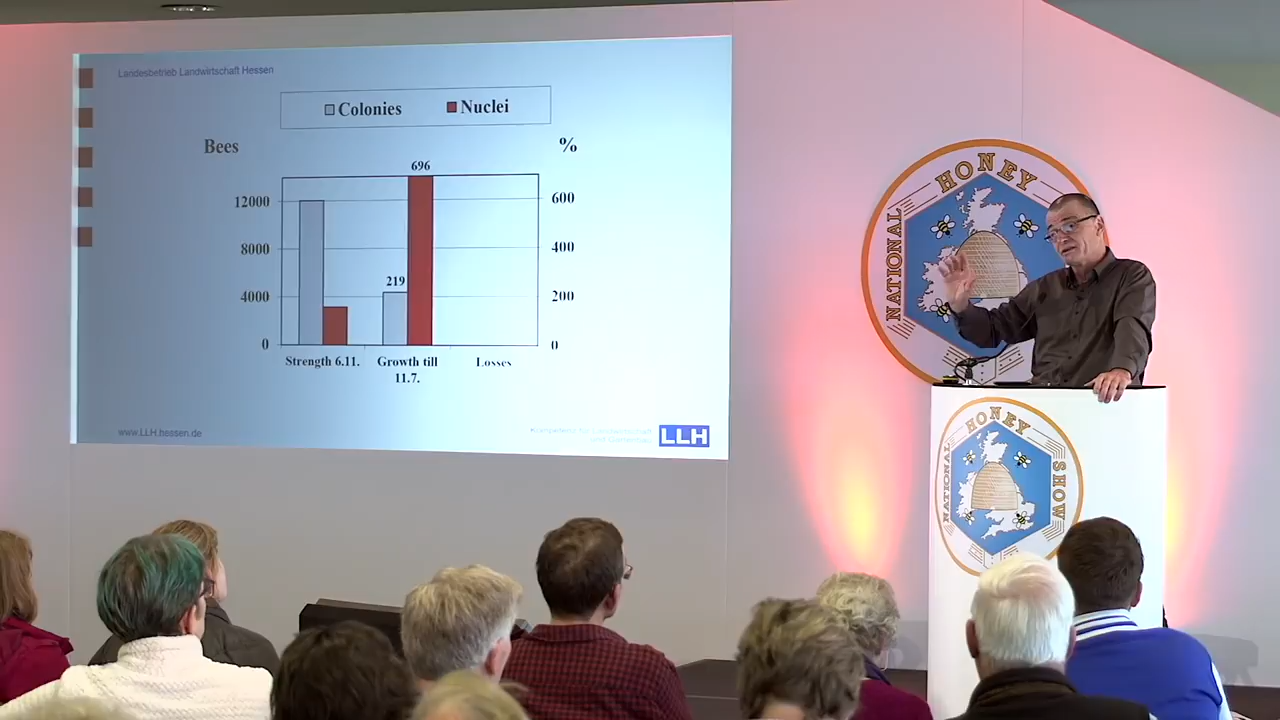 Landesbetrieb Landwirtschaft Hessen
Colonies Nuclei
Bees %
696
12000 600
8000 400
219
4000 200
0 0
Strength 6.11. Growth till 11.7. Losses
www.LLH.hessen.de
LLH
NATIONAL HONEY
NATIONAL HONEY SHOW